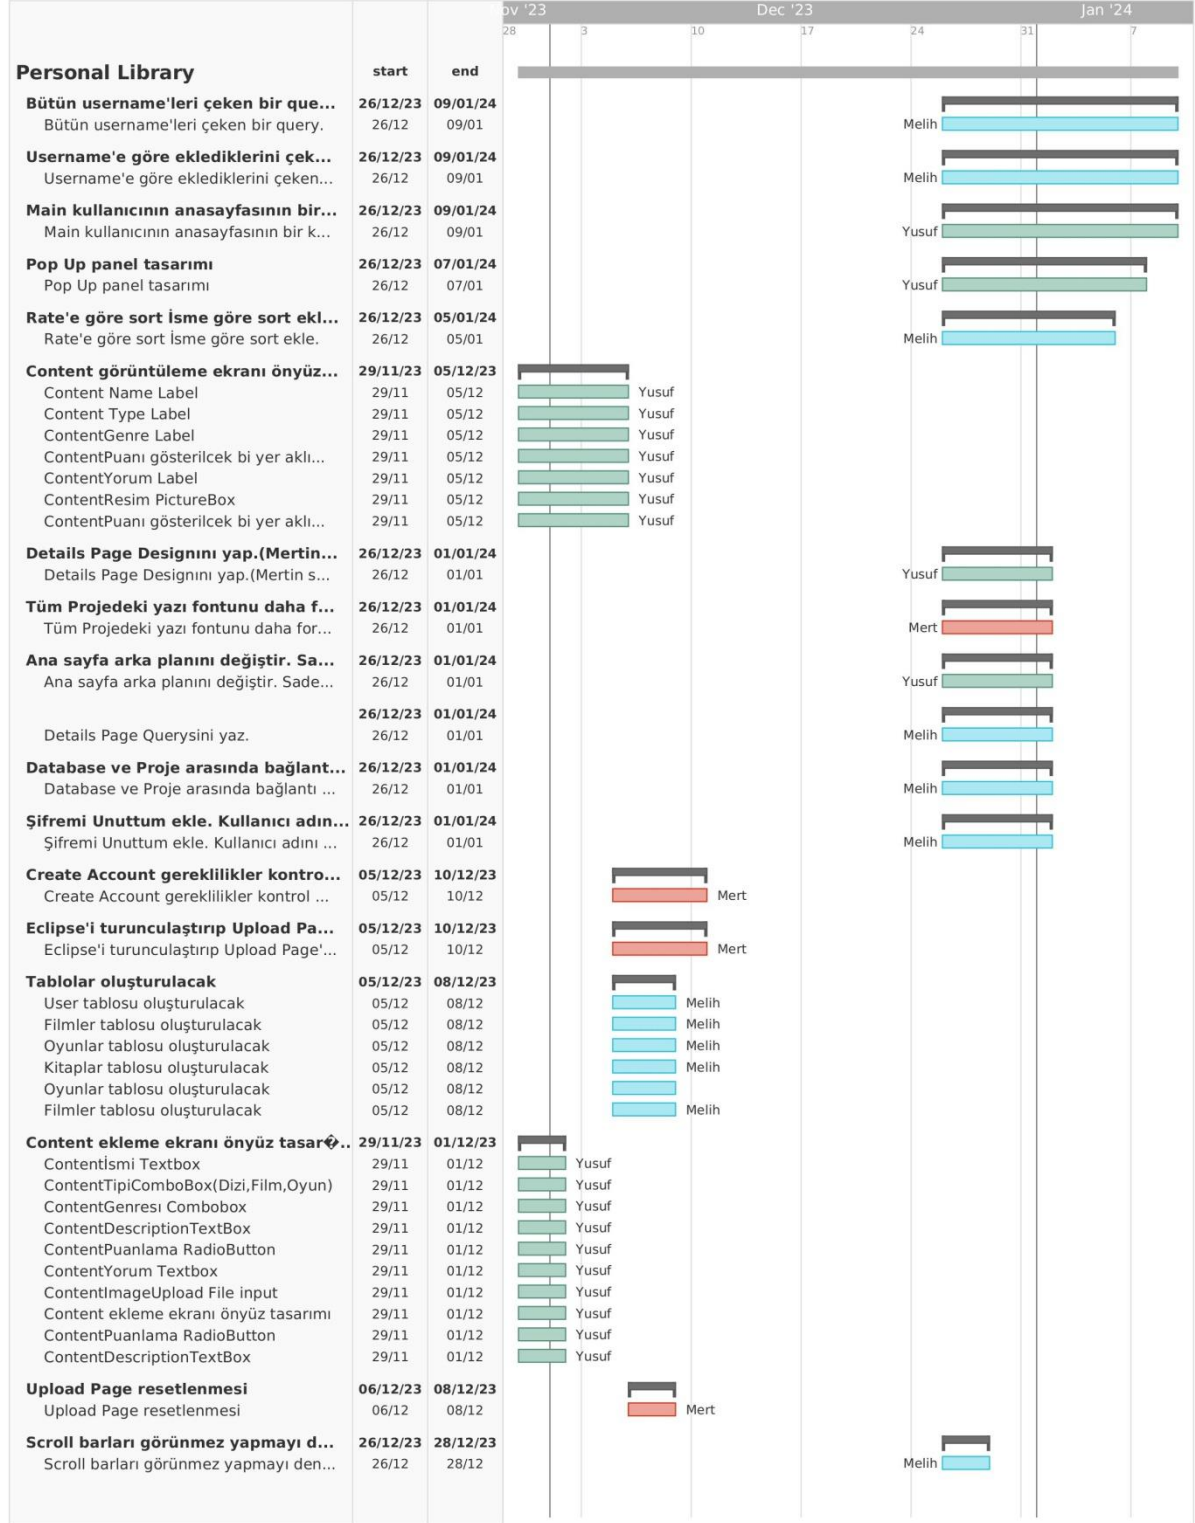 Nov '23 Dec '23 Jan '24
28 3 10 17 24 31 7
Personal Library start end
Bütün username'leri çeken bir que... 26/12/23 09/01/24
Bütün username'leri çeken bir query. 26/12 09/01 Melih
Username'e göre eklediklerini çek... 26/12/23 09/01/24
Username'e göre eklediklerini çeken... 26/12 09/01 Melih
Main kullanıcının anasayfasının bir... 26/12/23 09/01/24
Main kullanıcının anasayfasının bir k... 26/12 09/01 Yusuf
Pop Up panel tasarımı 26/12/23 07/01/24
Pop Up panel tasarımı 26/12 07/01 Yusuf
Rate'e göre sort İsme göre sort ekl... 26/12/23 05/01/24
Rate'e göre sort İsme göre sort ekle. 26/12 05/01 Melih
Content görüntüleme ekranı önyüz... 29/11/23 05/12/23
Content Name Label 29/11 05/12 Yusuf
Content Type Label 29/11 05/12 Yusuf
ContentGenre Label 29/11 05/12 Yusuf
ContentPuanı gösterilcek bi yer aklı... 29/11 05/12 Yusuf
ContentYorum Label 29/11 05/12 Yusuf
ContentResim PictureBox 29/11 05/12 Yusuf
ContentPuanı gösterilcek bi yer aklı... 29/11 05/12 Yusuf
Details Page Designını yap.(Mertin... 26/12/23 01/01/24
Details Page Designını yap.(Mertin s... 26/12 01/01 Yusuf
Tüm Projedeki yazı fontunu daha f... 26/12/23 01/01/24
Tüm Projedeki yazı fontunu daha for... 26/12 01/01 Mert
Ana sayfa arka planını değiştir. Sa... 26/12/23 01/01/24
Ana sayfa arka planını değiştir. Sade... 26/12 01/01 Yusuf
26/12/23 01/01/24
Details Page Querysini yaz. 26/12 01/01 Melih
Database ve Proje arasında bağlant... 26/12/23 01/01/24
Database ve Proje arasında bağlantı ... 26/12 01/01 Melih
Şifremi Unuttum ekle. Kullanıcı adın... 26/12/23 01/01/24
Şifremi Unuttum ekle. Kullanıcı adını ... 26/12 01/01 Melih
Create Account gereklilikler kontro... 05/12/23 10/12/23
Create Account gereklilikler kontrol ... 05/12 10/12 Mert
Eclipse'i turunculaştırıp Upload Pa... 05/12/23 10/12/23
Eclipse'i turunculaştırıp Upload Page'... 05/12 10/12 Mert
Tablolar oluşturulacak 05/12/23 08/12/23
User tablosu oluşturulacak 05/12 08/12 Melih
Filmler tablosu oluşturulacak 05/12 08/12 Melih
Oyunlar tablosu oluşturulacak 05/12 08/12 Melih
Kitaplar tablosu oluşturulacak 05/12 08/12 Melih
Oyunlar tablosu oluşturulacak 05/12 08/12
Filmler tablosu oluşturulacak 05/12 08/12 Melih
Content ekleme ekranı önyüz tasar�.. 29/11/23 01/12/23
Contentİsmi Textbox 29/11 01/12 Yusuf
ContentTipiComboBox(Dizi,Film,Oyun) 29/11 01/12 Yusuf
ContentGenresı Combobox 29/11 01/12 Yusuf
ContentDescriptionTextBox 29/11 01/12 Yusuf
ContentPuanlama RadioButton 29/11 01/12 Yusuf
ContentYorum Textbox 29/11 01/12 Yusuf
ContentImageUpload File input 29/11 01/12 Yusuf
Content ekleme ekranı önyüz tasarımı 29/11 01/12 Yusuf
ContentPuanlama RadioButton 29/11 01/12 Yusuf
ContentDescriptionTextBox 29/11 01/12 Yusuf
Upload Page resetlenmesi 06/12/23 08/12/23
Upload Page resetlenmesi 06/12 08/12 Mert
Scroll barları görünmez yapmayı d... 26/12/23 28/12/23
Scroll barları görünmez yapmayı den... 26/12 28/12 Melih